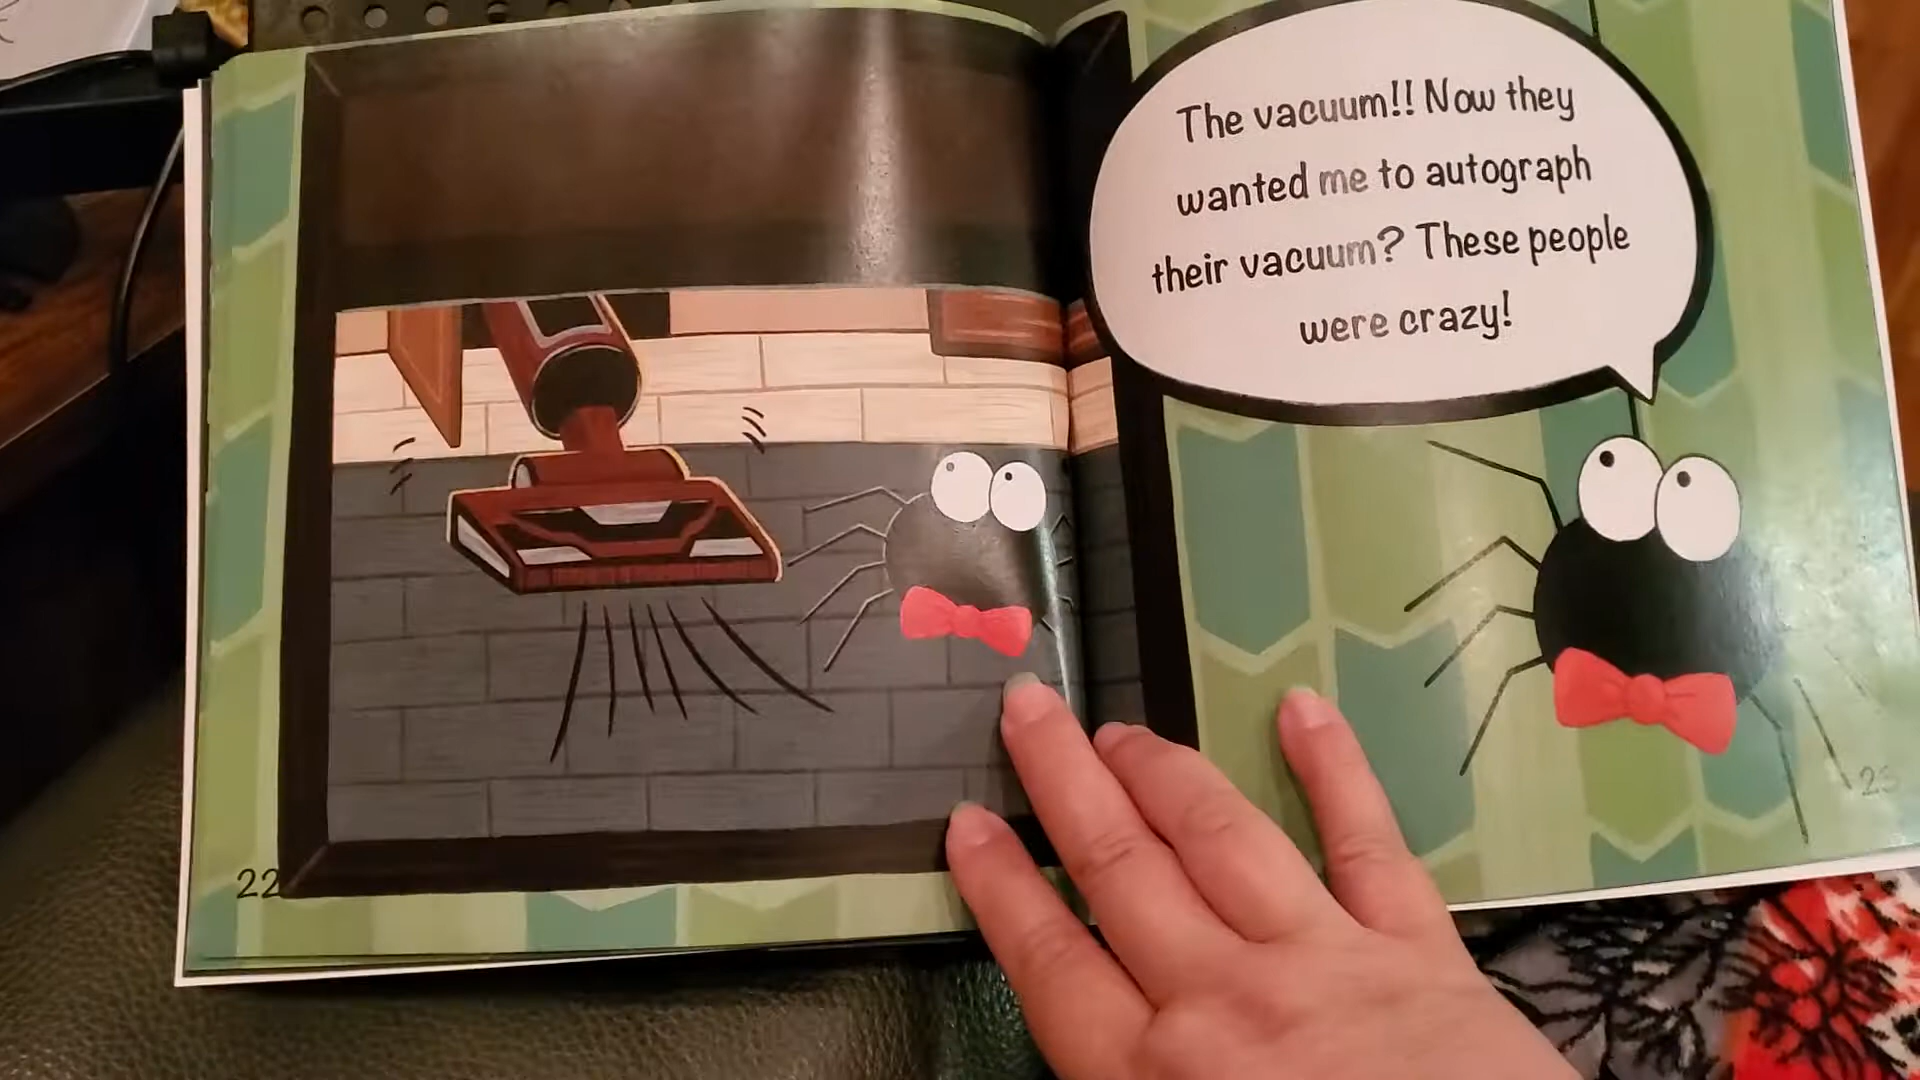 The vacuum!! Now they
wanted me to autograph
their vacuum? These people
were crazy!
22
23